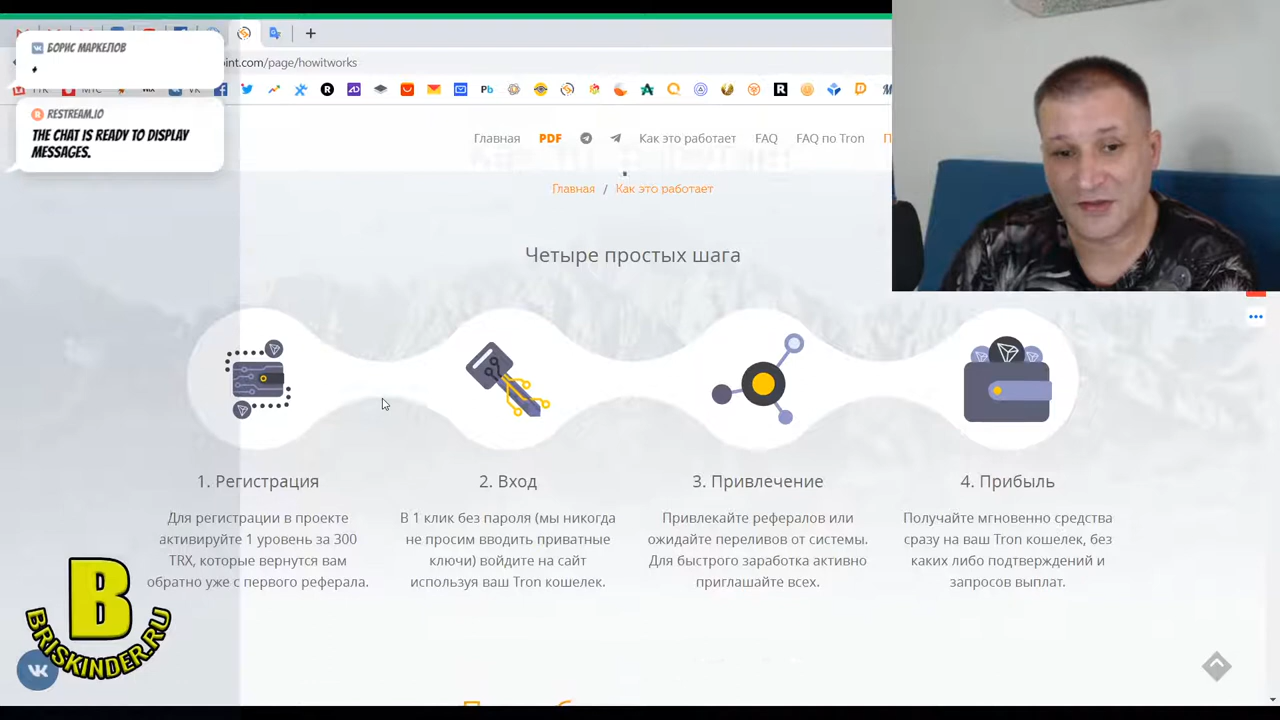 БОРИС МАРКЕЛОВ
RESTREAM.IO
THE CHAT IS READY TO DISPLAY
MESSAGES.
int.com/page/howitworks
VK
Pb
Главная PDF Как это работает FAQ FAQ по Tron П
Главная / Как это работает
Четыре простых шага
1. Регистрация
Для регистрации в проекте
активируйте 1 уровень за 300
TRX, которые вернутся вам
обратно уже с первого реферала.
2. Вход
В 1 клик без пароля (мы никогда
не просим вводить приватные
ключи) войдите на сайт
используя ваш Tron кошелек.
3. Привлечение
Привлекайте рефералов или
ожидайте переливов от системы.
Для быстрого заработка активно
приглашайте всех.
4. Прибыль
Получайте мгновенно средства
сразу на ваш Tron кошелек, без
каких либо подтверждений и
запросов выплат.
B
BRISKINDER.RU